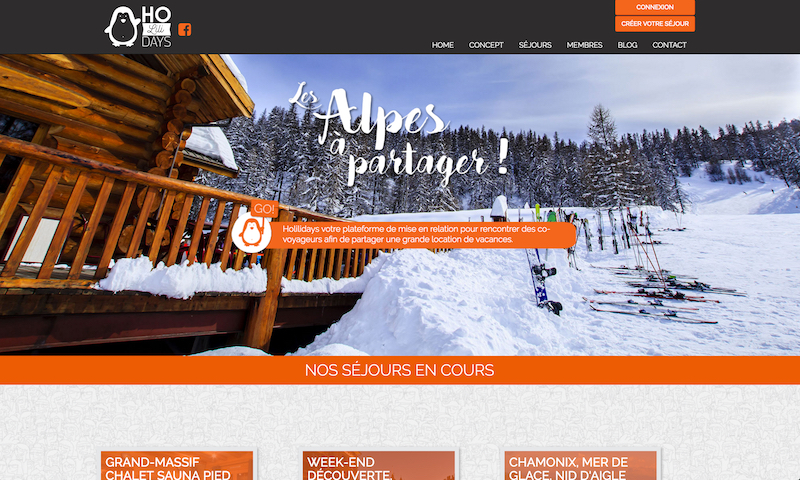 HO
Lili
DAYS
CONNEXION
CRÉER VOTRE SÉJOUR
HOME CONCEPT SÉJOURS MEMBRES BLOG CONTACT
Les
Alpes
à
partager !
GO!
Holilidays votre plateforme de mise en relation pour rencontrer des co-
voyageurs afin de partager une grande location de vacances.
NOS SÉJOURS EN COURS
GRAND-MASSIF
CHALET SAUNA PIED
WEEK-END
DÉCOUVERTE,
CHAMONIX, MER DE
GLACE, NID D'AIGLE